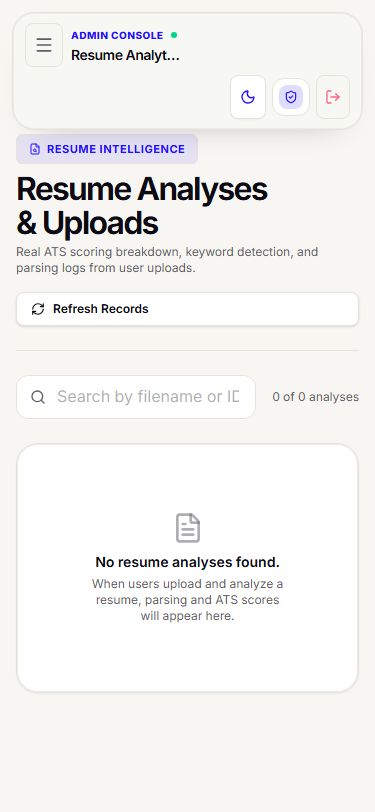 ADMIN CONSOLE
Resume Analyt...
RESUME INTELLIGENCE
Resume Analyses
& Uploads
Real ATS scoring breakdown, keyword detection, and
parsing logs from user uploads.
Refresh Records
Search by filename or ID
0 of 0 analyses
No resume analyses found.
When users upload and analyze a
resume, parsing and ATS scores
will appear here.